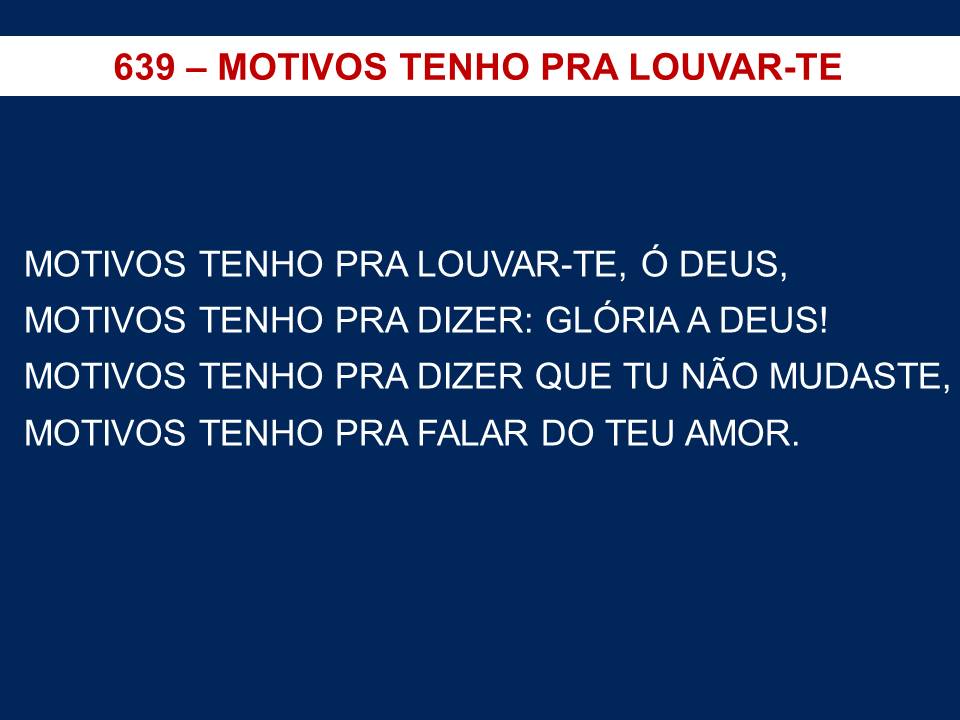 639 – MOTIVOS TENHO PRA LOUVAR-TE
MOTIVOS TENHO PRA LOUVAR-TE, Ó DEUS,
MOTIVOS TENHO PRA DIZER: GLÓRIA A DEUS!
MOTIVOS TENHO PRA DIZER QUE TU NÃO MUDASTE,
MOTIVOS TENHO PRA FALAR DO TEU AMOR.